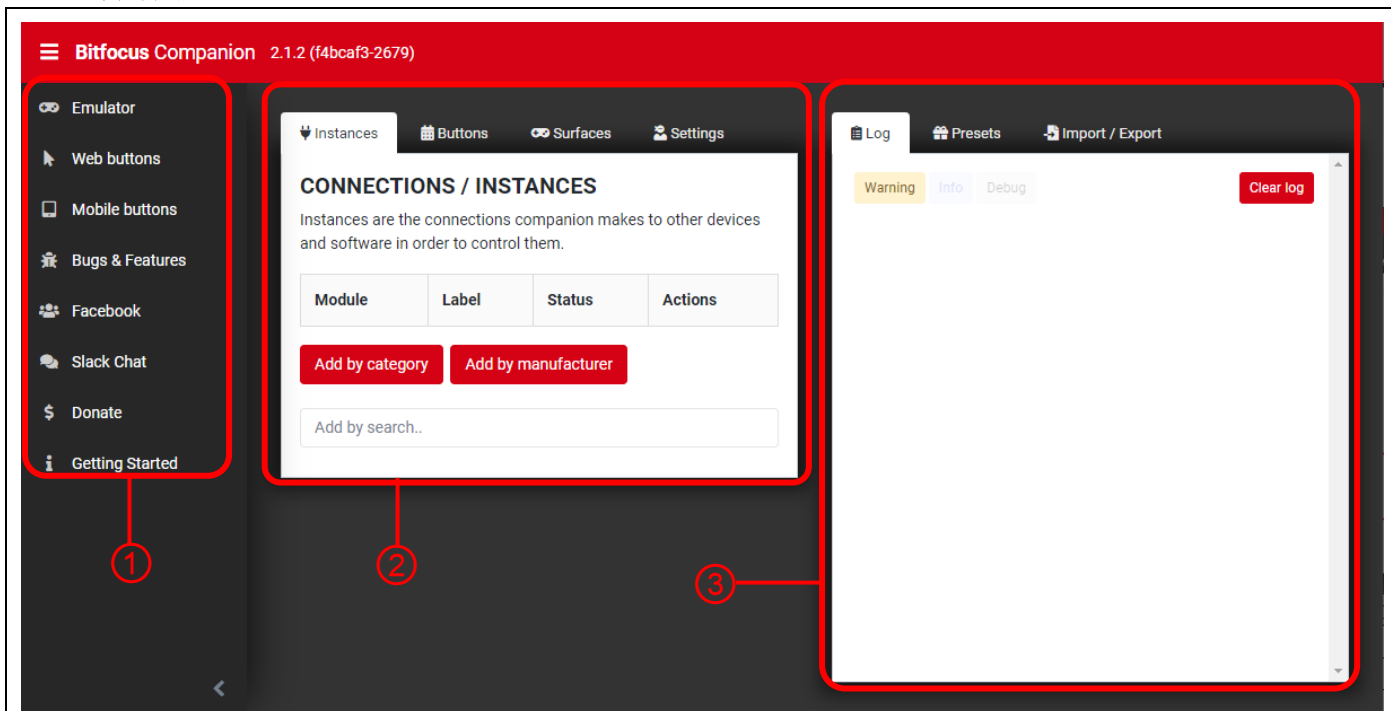 Bitfocus Companion 2.1.2 (f4bcaf3-2679)
Emulator
Web buttons
Mobile buttons
Bugs & Features
Facebook
Slack Chat
Donate
Getting Started
1
Instances Buttons Surfaces Settings
CONNECTIONS / INSTANCES
Instances are the connections companion makes to other devices
and software in order to control them.
Module Label Status Actions
Add by category Add by manufacturer
Add by search..
2
Log Presets Import / Export
Warning Info Debug Clear log
3